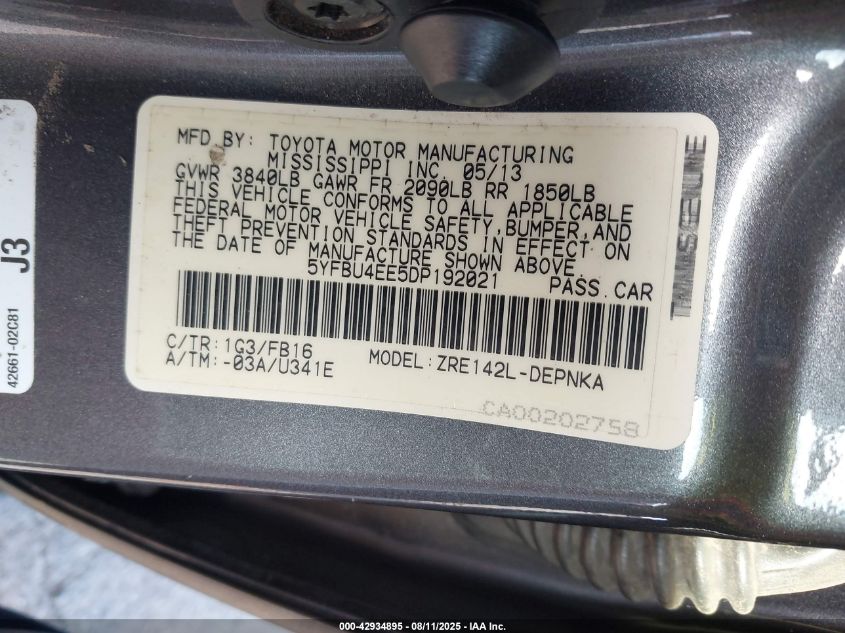 MFD BY: TOYOTA MOTOR MANUFACTURING
MISSISSIPPI INC. 05/13
GVWR 3840LB GAWR FR 2090LB RR 1850LB
THIS VEHICLE CONFORMS TO ALL APPLICABLE
FEDERAL MOTOR VEHICLE SAFETY,BUMPER,AND
THEFT PREVENTION STANDARDS IN EFFECT ON
THE DATE OF MANUFACTURE SHOWN ABOVE.
5YFBU4EE5DP192021 PASS.CAR
C/TR:1G3/FB16
A/TM:-03A/U341E MODEL:ZRE142L-DEPNKA
CA00202758
J3
42661-02C81
000-42934895 - 08/11/2025 - IAA Inc.